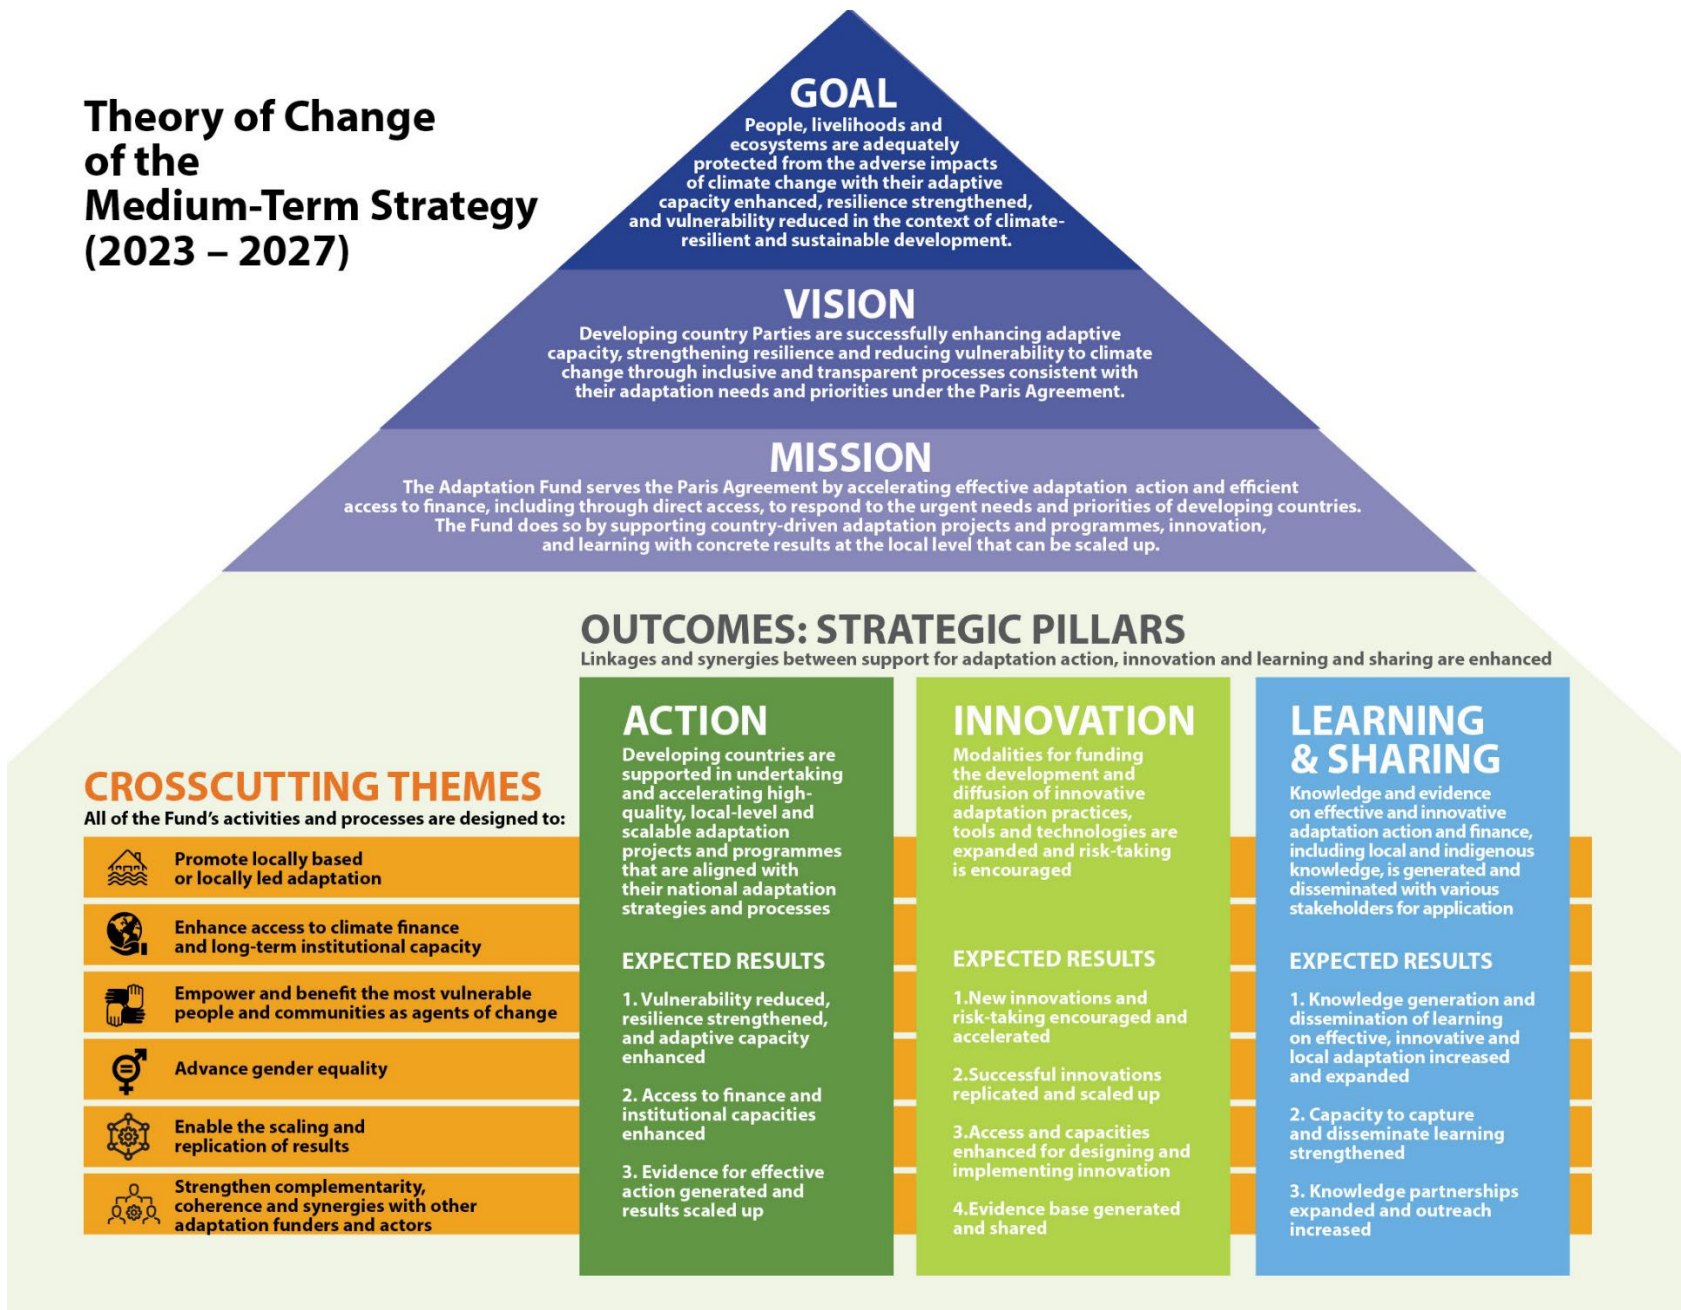 Theory of Change
of the
Medium-Term Strategy
(2023 – 2027)
GOAL
People, livelihoods and
ecosystems are adequately
protected from the adverse impacts
of climate change with their adaptive
capacity enhanced, resilience strengthened,
and vulnerability reduced in the context of climate-
resilient and sustainable development.
VISION
Developing country Parties are successfully enhancing adaptive
capacity, strengthening resilience and reducing vulnerability to climate
change through inclusive and transparent processes consistent with
their adaptation needs and priorities under the Paris Agreement.
MISSION
The Adaptation Fund serves the Paris Agreement by accelerating effective adaptation action and efficient
access to finance, including through direct access, to respond to the urgent needs and priorities of developing countries.
The Fund does so by supporting country-driven adaptation projects and programmes, innovation,
and learning with concrete results at the local level that can be scaled up.
OUTCOMES: STRATEGIC PILLARS
Linkages and synergies between support for adaptation action, innovation and learning and sharing are enhanced
CROSSCUTTING THEMES
All of the Fund's activities and processes are designed to:
Promote locally based
or locally led adaptation
Enhance access to climate finance
and long-term institutional capacity
Empower and benefit the most vulnerable
people and communities as agents of change
Advance gender equality
Enable the scaling and
replication of results
Strengthen complementarity,
coherence and synergies with other
adaptation funders and actors
ACTION
Developing countries are
supported in undertaking
and accelerating high-
quality, local-level and
scalable adaptation
projects and programmes
that are aligned with
their national adaptation
strategies and processes
EXPECTED RESULTS
1. Vulnerability reduced,
resilience strengthened,
and adaptive capacity
enhanced
2. Access to finance and
institutional capacities
enhanced
3. Evidence for effective
action generated and
results scaled up
INNOVATION
Modalities for funding
the development and
diffusion of innovative
adaptation practices,
tools and technologies are
expanded and risk-taking
is encouraged
EXPECTED RESULTS
1.New innovations and
risk-taking encouraged and
accelerated
2.Successful innovations
replicated and scaled up
3.Access and capacities
enhanced for designing and
implementing innovation
4.Evidence base generated
and shared
LEARNING
& SHARING
Knowledge and evidence
on effective and innovative
adaptation action and finance,
including local and indigenous
knowledge, is generated and
disseminated with various
stakeholders for application
EXPECTED RESULTS
1. Knowledge generation and
dissemination of learning
on effective, innovative and
local adaptation increased
and expanded
2. Capacity to capture
and disseminate learning
strengthened
3. Knowledge partnerships
expanded and outreach
increased